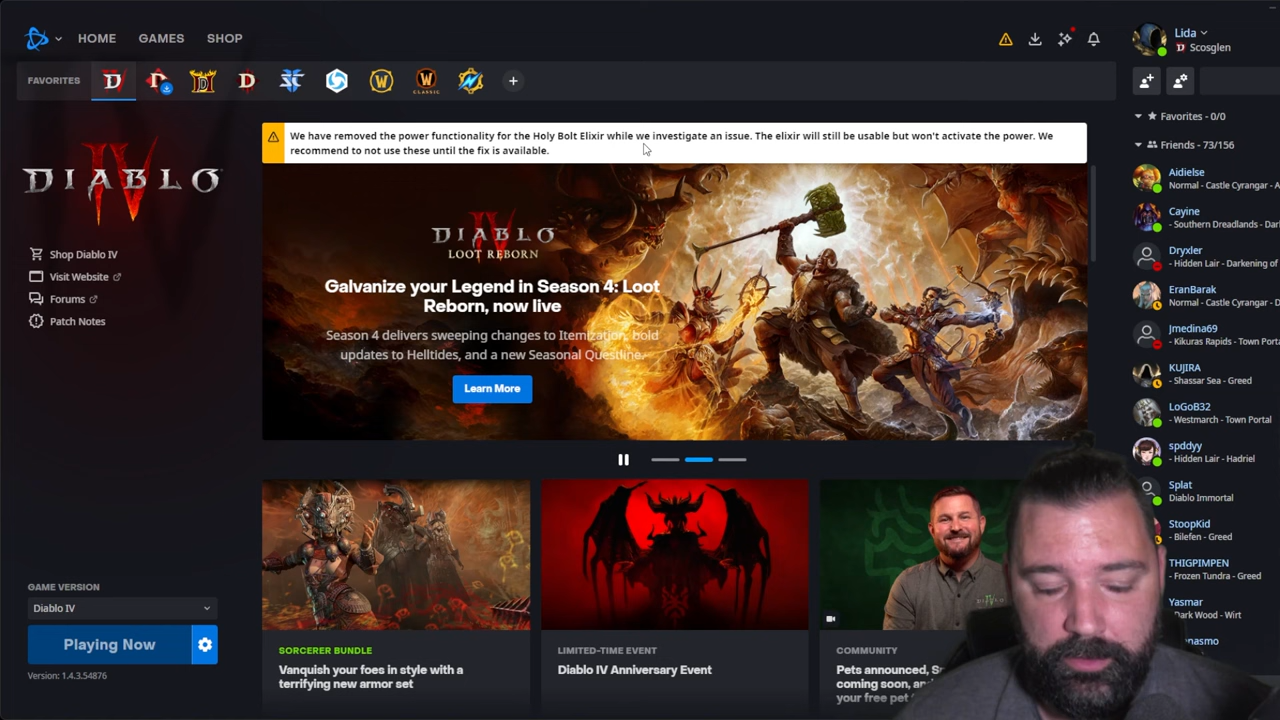 HOME GAMES SHOP
Lida
Scosglen
FAVORITES
D CLASSIC
We have removed the power functionality for the Holy Bolt Elixir while we investigate an issue. The elixir will still be usable but won't activate the power. We
recommend to not use these until the fix is available.
Favorites - 0/0
Friends - 73/156
DIABLO
IV
Shop Diablo IV
Visit Website
Forums
Patch Notes
DIABLO
IV
LOOT REBORN
Galvanize your Legend in Season 4: Loot
Reborn, now live
Season 4 delivers sweeping changes to Itemization, bold
updates to Helltides, and a new Seasonal Questline.
Learn More
Aidielse
Normal - Castle Cyrangar - A
Cayine
- Southern Dreadlands - Dar
Dryxler
- Hidden Lair - Darkening of
EranBarak
Normal - Castle Cyrangar - D
Jmedina69
- Kikuras Rapids - Town Porta
KUJIRA
- Shassar Sea - Greed
LoGoB32
- Westmarch - Town Portal
spddyy
- Hidden Lair - Hadriel
Splat
Diablo Immortal
StoopKid
- Bilefen - Greed
THIGPIMPEN
- Frozen Tundra - Greed
Yasmar
- Dark Wood - Wirt
GAME VERSION
Diablo IV
Playing Now
Version: 1.4.3.54876
SORCERER BUNDLE
Vanquish your foes in style with a
terrifying new armor set
LIMITED-TIME EVENT
Diablo IV Anniversary Event
COMMUNITY
Pets announced,
coming soon,
your free pet